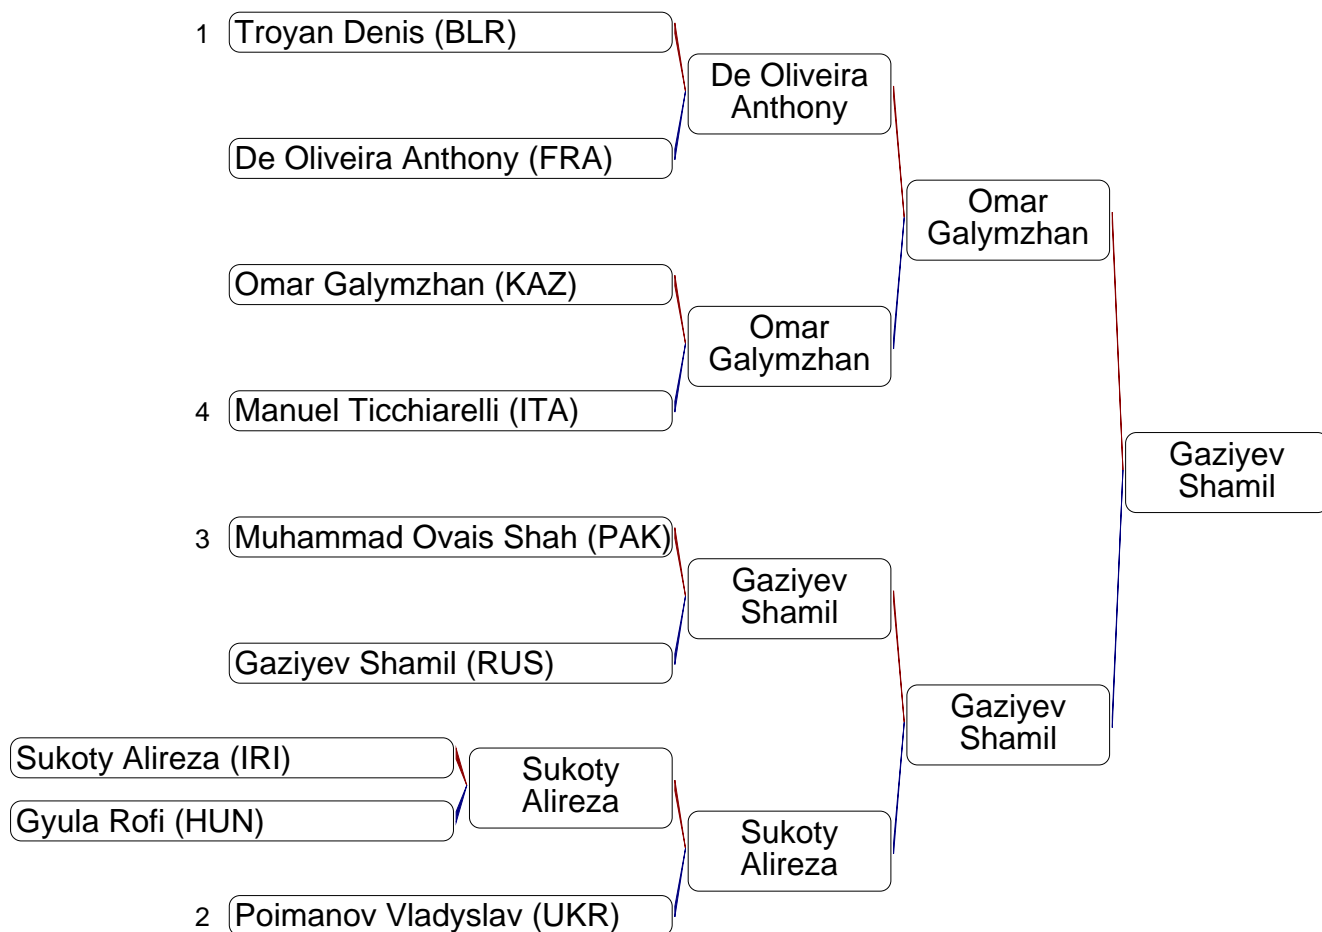 1 Troyan Denis (BLR)
De Oliveira
Anthony
De Oliveira Anthony (FRA)
Omar
Galymzhan
Omar Galymzhan (KAZ)
Omar
Galymzhan
4 Manuel Ticchiarelli (ITA)
Gaziyev
Shamil
3 Muhammad Ovais Shah (PAK)
Gaziyev
Shamil
Gaziyev Shamil (RUS)
Gaziyev
Shamil
Sukoty Alireza (IRI)
Sukoty
Alireza
Gyula Rofi (HUN)
Sukoty
Alireza
2 Poimanov Vladyslav (UKR)